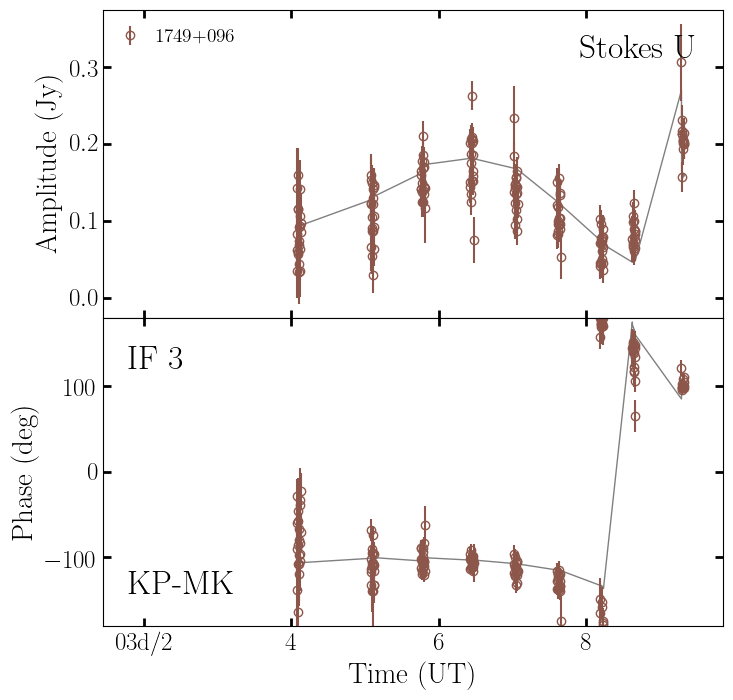 1749+096
Stokes U
0.3
0.2
0.1
0.0
Amplitude (Jy)
IF 3
100
0
−100
Phase (deg)
KP-MK
03d/2 4 6 8
Time (UT)